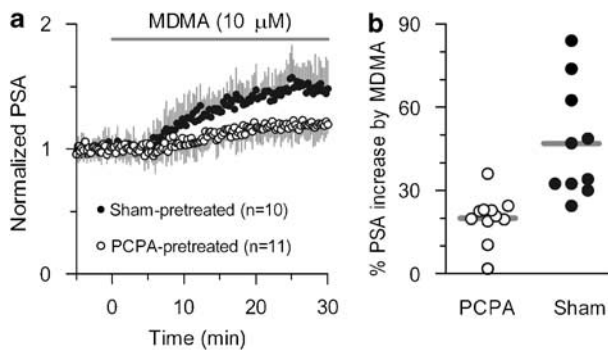 a
MDMA (10 μM)
Normalized PSA
2
1
0
Sham-pretreated (n=10)
PCPA-pretreated (n=11)
0 10 20 30
Time (min)
b
% PSA increase by MDMA
90
60
30
0
PCPA Sham